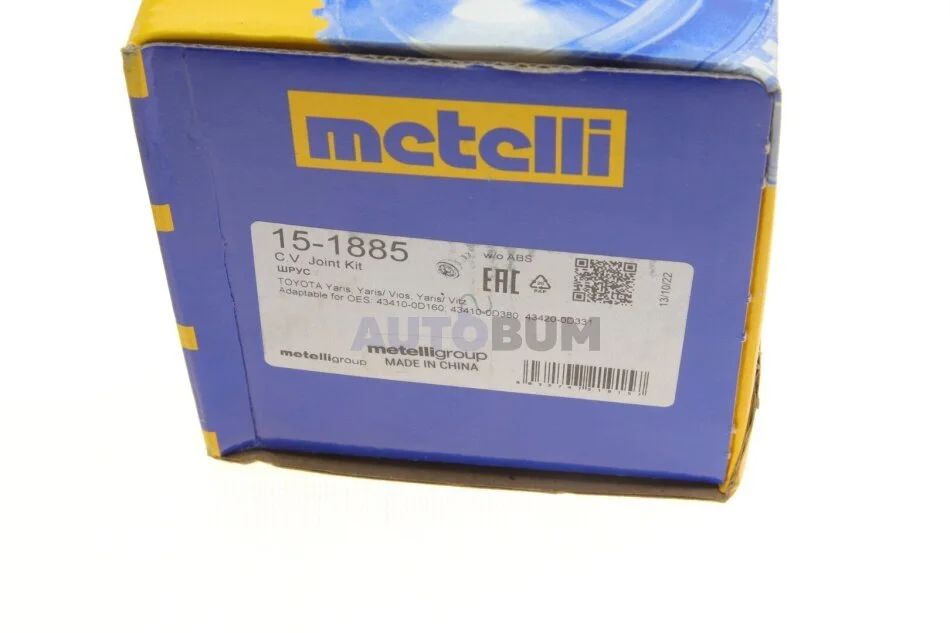 metelli
15-1885
w/o ABS
C.V. Joint Kit
ШРУС
EAC
TOYOTA Yaris, Yaris/ Vios, Yaris/ Vitz
Adaptable for OES: 43410-0D160, 43410-0D380, 43420-0D331
13/10/22
AUTOBUM
metelligroup
metelligroup
MADE IN CHINA